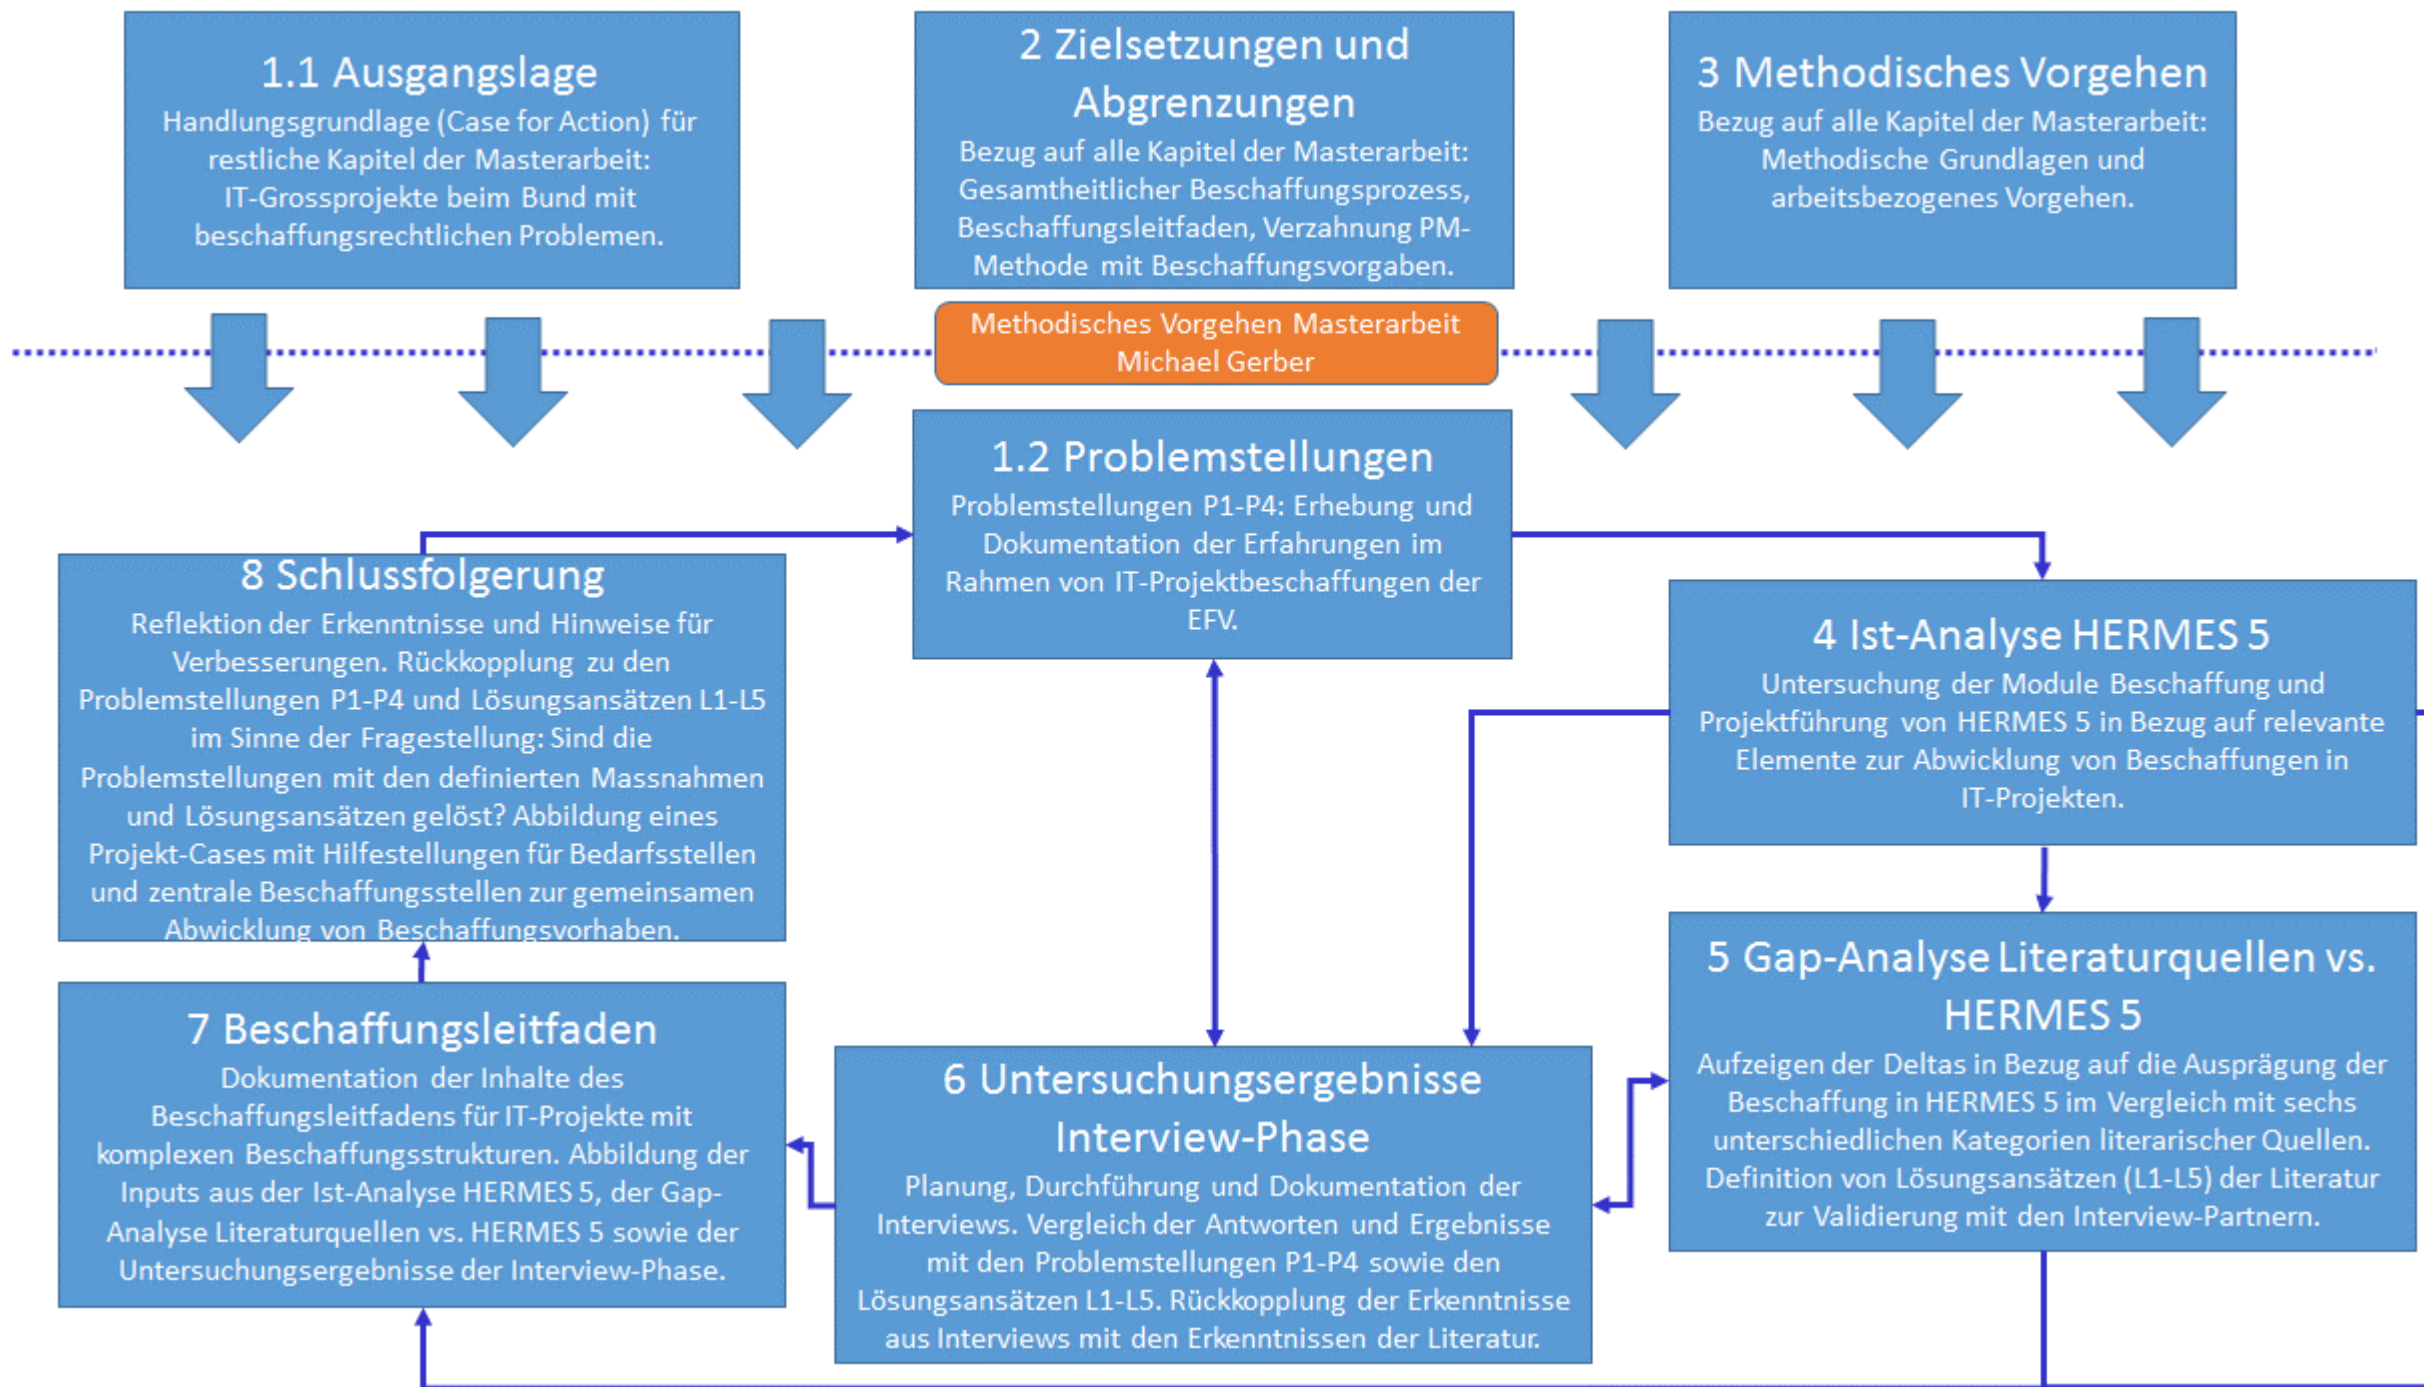 1.1 Ausgangslage
Handlungsgrundlage (Case for Action) für
restliche Kapitel der Masterarbeit:
IT-Grossprojekte beim Bund mit
beschaffungsrechtlichen Problemen.
2 Zielsetzungen und
Abgrenzungen
Bezug auf alle Kapitel der Masterarbeit:
Gesamtheitlicher Beschaffungsprozess,
Beschaffungsleitfaden, Verzahnung PM-
Methode mit Beschaffungsvorgaben.
3 Methodisches Vorgehen
Bezug auf alle Kapitel der Masterarbeit:
Methodische Grundlagen und
arbeitsbezogenes Vorgehen.
Methodisches Vorgehen Masterarbeit
Michael Gerber
1.2 Problemstellungen
Problemstellungen P1-P4: Erhebung und
Dokumentation der Erfahrungen im
Rahmen von IT-Projektbeschaffungen der
EFV.
8 Schlussfolgerung
Reflektion der Erkenntnisse und Hinweise für
Verbesserungen. Rückkopplung zu den
Problemstellungen P1-P4 und Lösungsansätzen L1-L5
im Sinne der Fragestellung: Sind die
Problemstellungen mit den definierten Massnahmen
und Lösungsansätzen gelöst? Abbildung eines
Projekt-Cases mit Hilfestellungen für Bedarfsstellen
und zentrale Beschaffungsstellen zur gemeinsamen
Abwicklung von Beschaffungsvorhaben.
4 Ist-Analyse HERMES 5
Untersuchung der Module Beschaffung und
Projektführung von HERMES 5 in Bezug auf relevante
Elemente zur Abwicklung von Beschaffungen in
IT-Projekten.
5 Gap-Analyse Literaturquellen vs.
HERMES 5
Aufzeigen der Deltas in Bezug auf die Ausprägung der
Beschaffung in HERMES 5 im Vergleich mit sechs
unterschiedlichen Kategorien literarischer Quellen.
Definition von Lösungsansätzen (L1-L5) der Literatur
zur Validierung mit den Interview-Partnern.
7 Beschaffungsleitfaden
Dokumentation der Inhalte des
Beschaffungsleitfadens für IT-Projekte mit
komplexen Beschaffungsstrukturen. Abbildung der
Inputs aus der Ist-Analyse HERMES 5, der Gap-
Analyse Literaturquellen vs. HERMES 5 sowie der
Untersuchungsergebnisse der Interview-Phase.
6 Untersuchungsergebnisse
Interview-Phase
Planung, Durchführung und Dokumentation der
Interviews. Vergleich der Antworten und Ergebnisse
mit den Problemstellungen P1-P4 sowie den
Lösungsansätzen L1-L5. Rückkopplung der Erkenntnisse
aus Interviews mit den Erkenntnissen der Literatur.